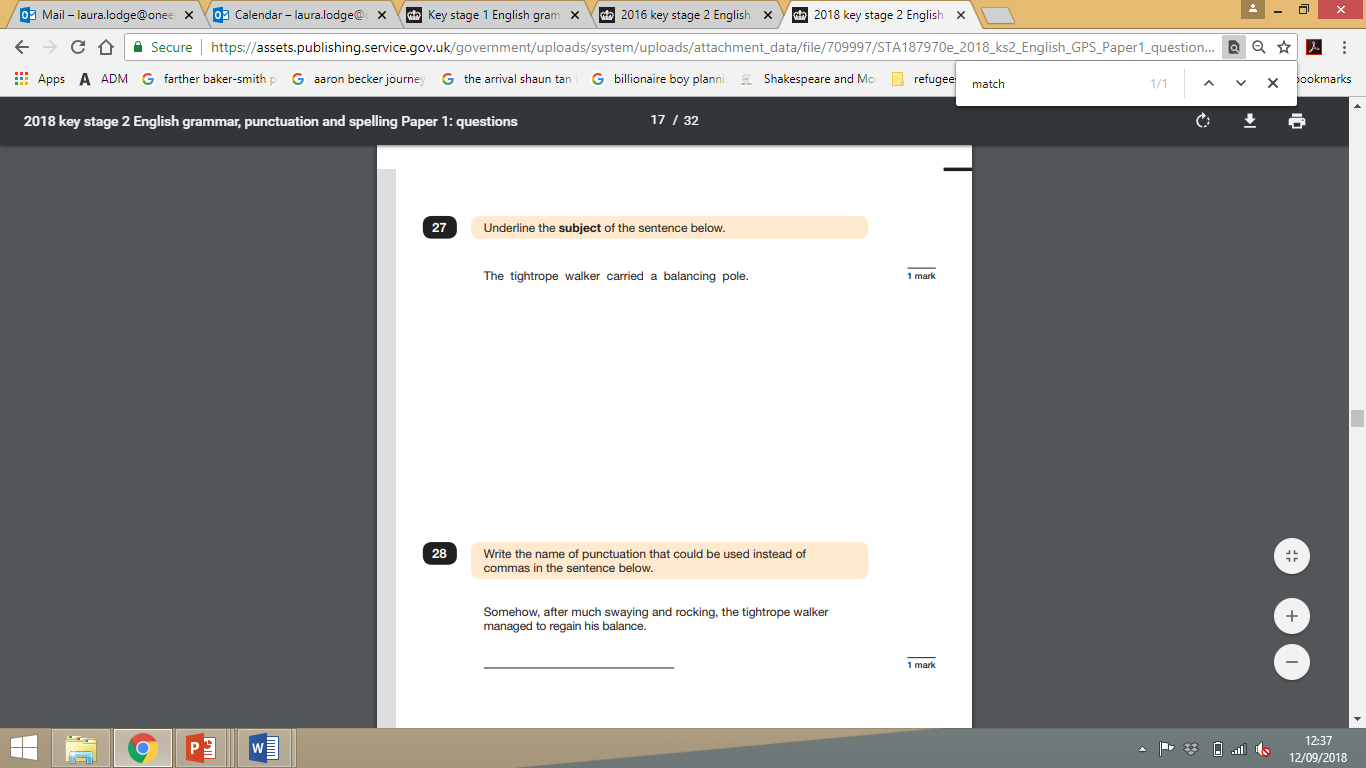 Mail – laura.lodge@onee
Calendar – laura.lodge@o
Key stage 1 English gram
2016 key stage 2 English
2018 key stage 2 English
Secure
https://assets.publishing.service.gov.uk/government/uploads/system/uploads/attachment_data/file/709997/STA187970e_2018_ks2_English_GPS_Paper1_question...
Apps
ADM
farther baker-smith p
aaron becker journey
the arrival shaun tan
billionaire boy planni
Shakespeare and Mo
refugees
bookmarks
match
1/1
2018 key stage 2 English grammar, punctuation and spelling Paper 1: questions
17 / 32
27
Underline the subject of the sentence below.
The tightrope walker carried a balancing pole.
1 mark
28
Write the name of punctuation that could be used instead of
commas in the sentence below.
Somehow, after much swaying and rocking, the tightrope walker
managed to regain his balance.
1 mark
12:37
12/09/2018